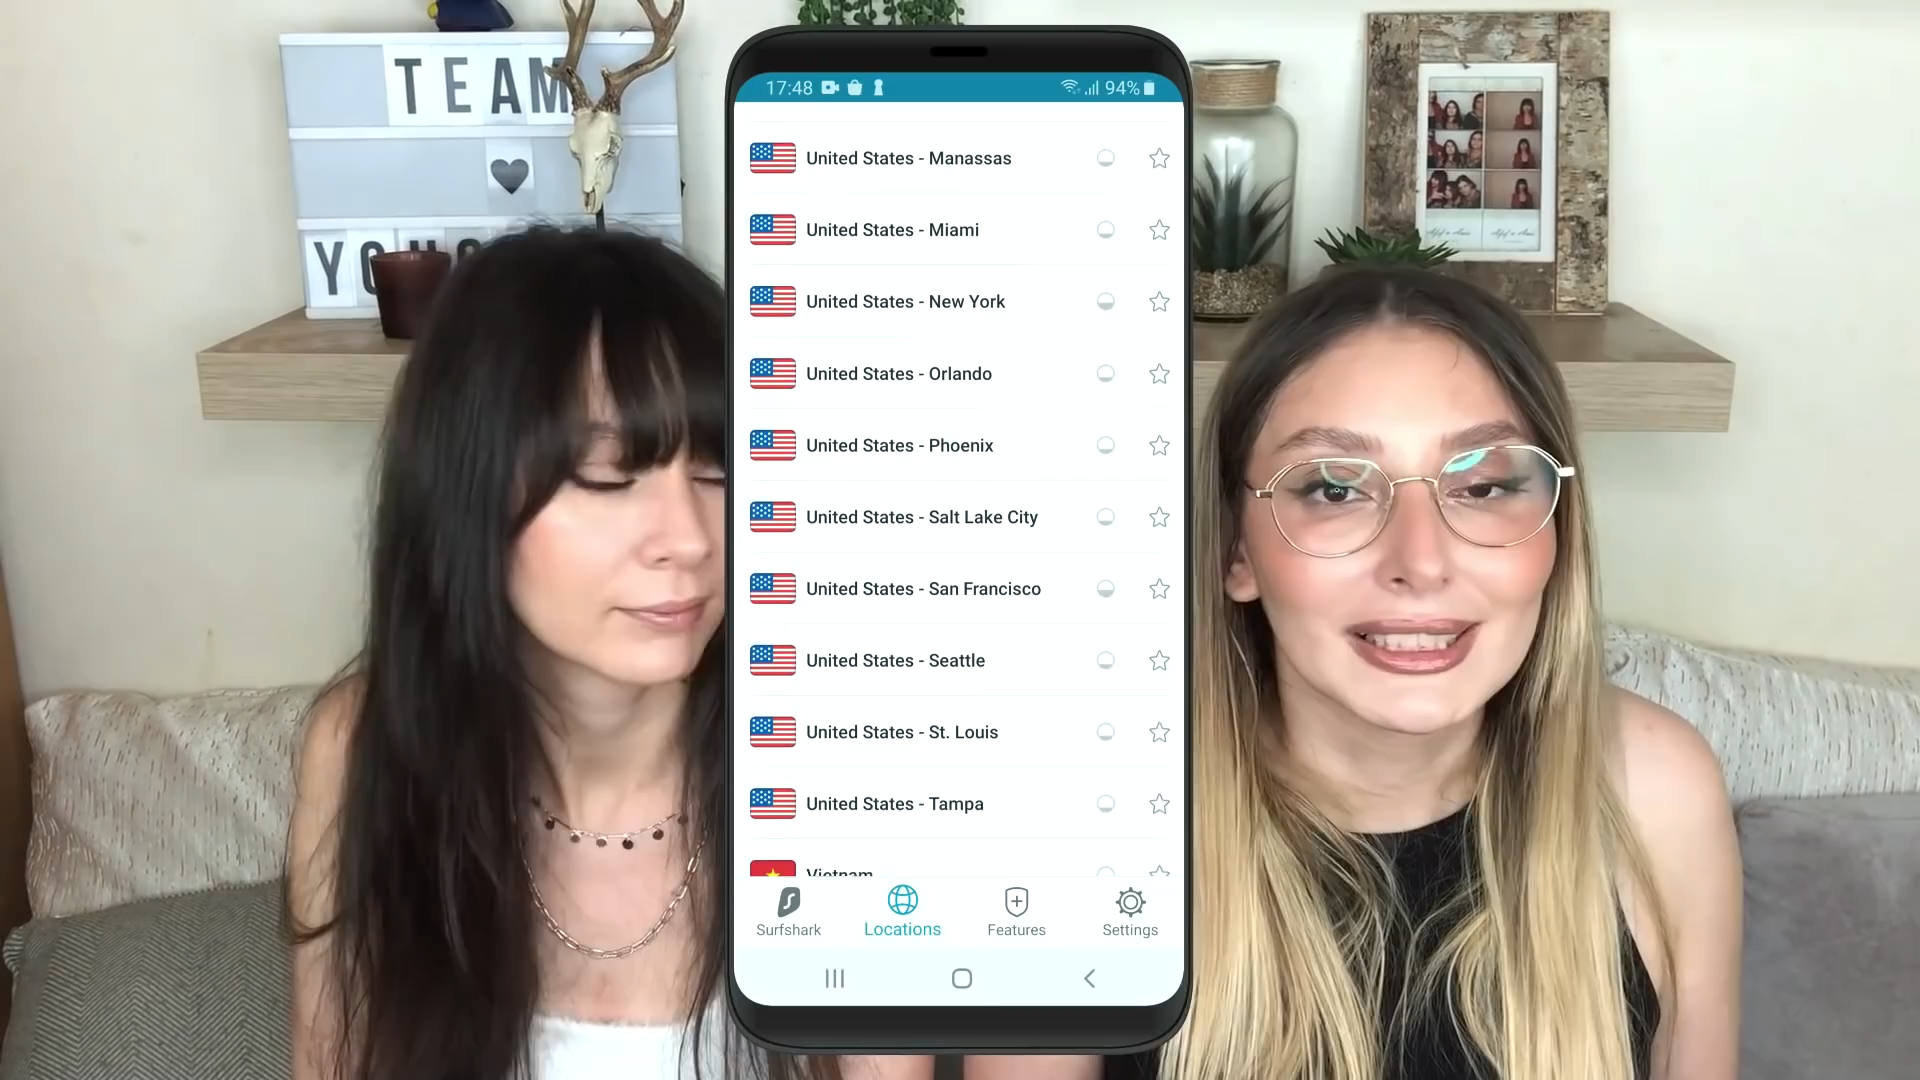 TEAM
17:48
94%
United States - Manassas
United States - Miami
United States - New York
United States - Orlando
United States - Phoenix
United States - Salt Lake City
United States - San Francisco
United States - Seattle
United States - St. Louis
United States - Tampa
Vietnam
Surfshark
Locations
Features
Settings